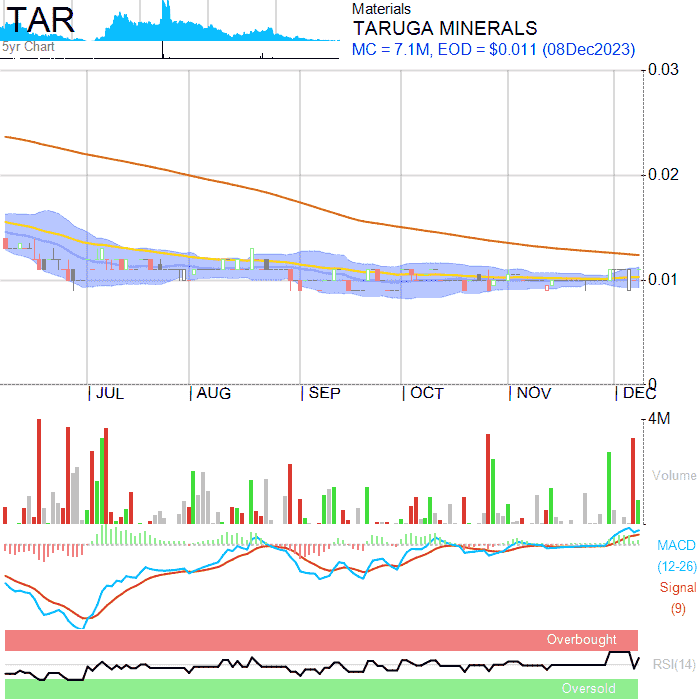 TAR
Materials
TARUGA MINERALS
5yr Chart
MC = 7.1M, EOD = $0.011 (08Dec2023)
0.03
0.02
0.01
0
JUL AUG SEP OCT NOV DEC
4M
Volume
MACD
(12-26)
Signal
(9)
Overbought
RSI(14)
Oversold